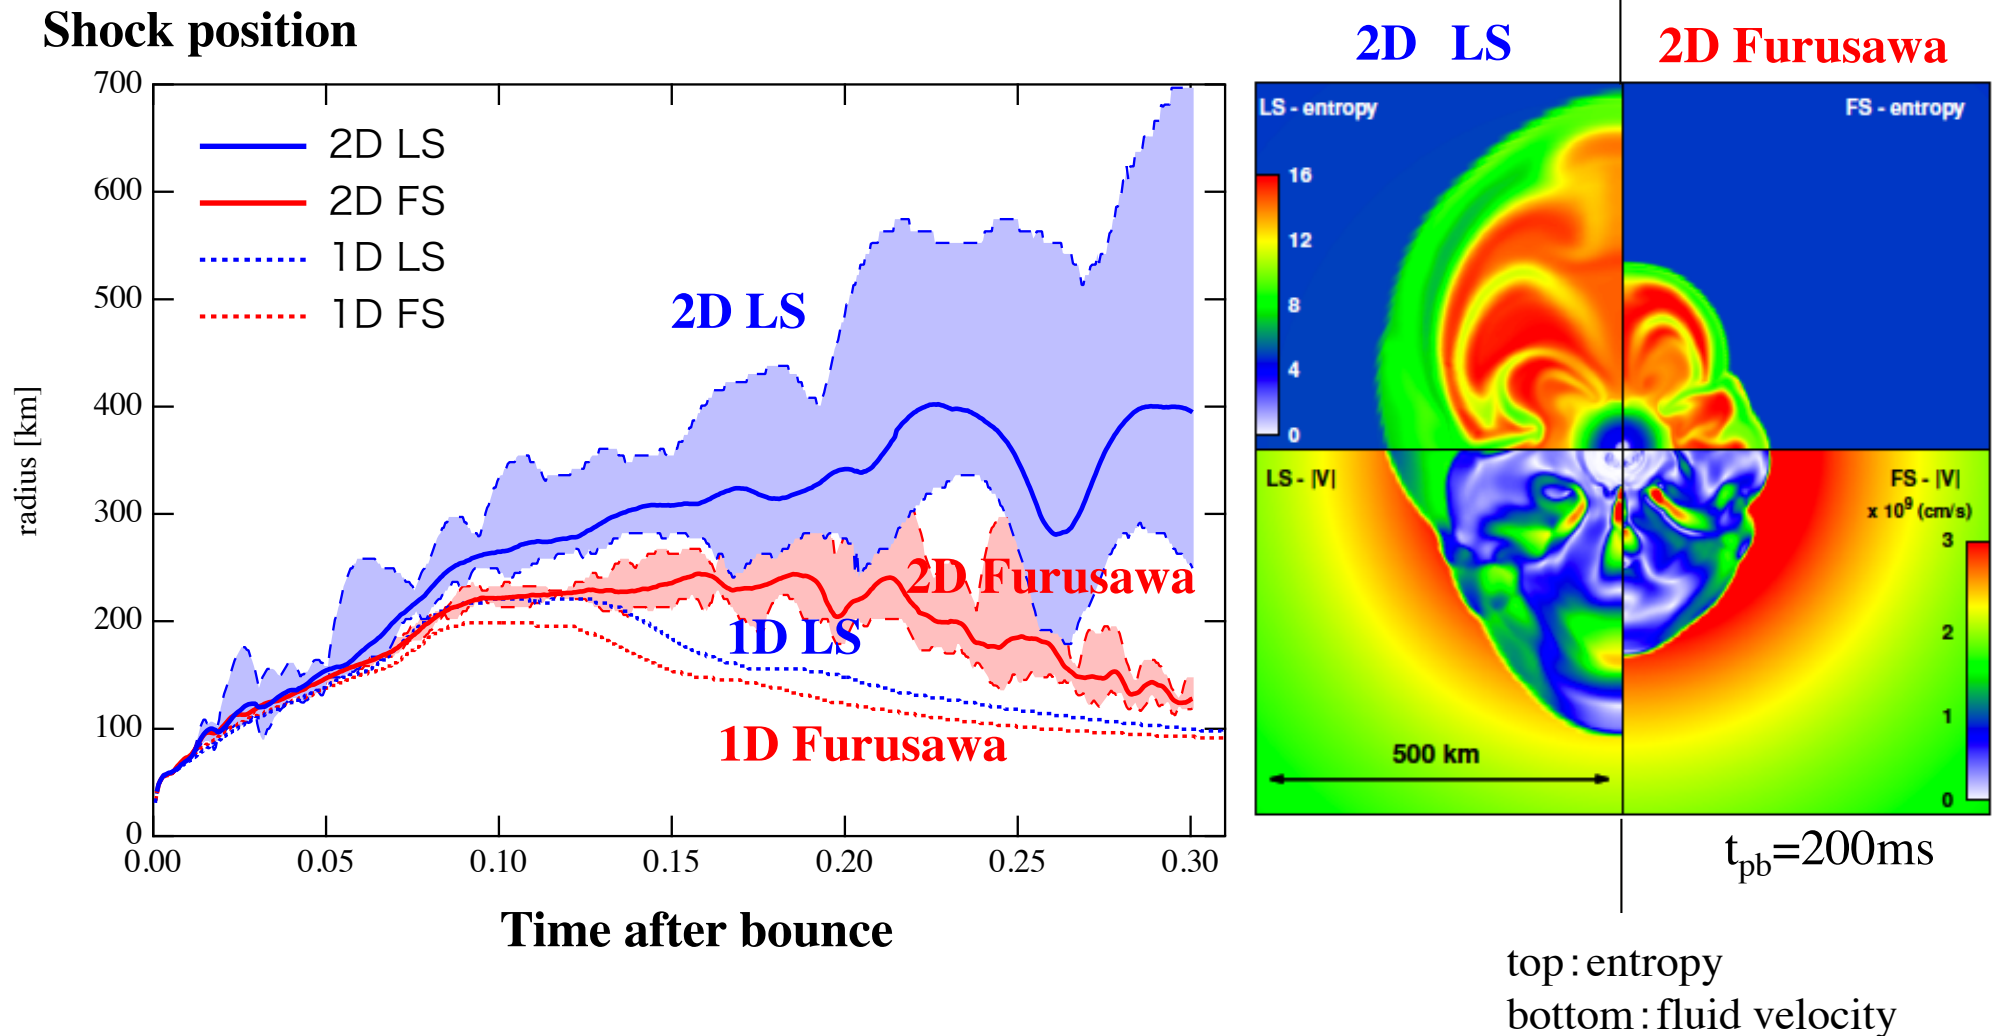 Shock position
700
600
500
400
300
200
100
0
radius [km]
2D LS
2D FS
1D LS
1D FS
2D LS
2D Furusawa
1D LS
1D Furusawa
0.00 0.05 0.10 0.15 0.20 0.25 0.30
Time after bounce
2D LS
2D Furusawa
LS - entropy
FS - entropy
16
12
8
4
0
LS - |V|
FS - |V|
x 10⁹ (cm/s)
3
2
1
0
500 km
t_pb=200ms
top:entropy
bottom:fluid velocity